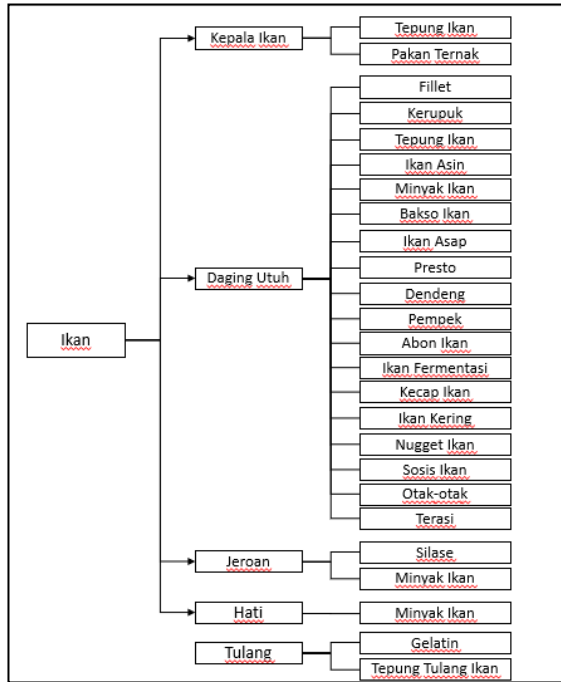 Ikan
Kepala Ikan
Tepung Ikan
Pakan Ternak
Daging Utuh
Fillet
Kerupuk
Tepung Ikan
Ikan Asin
Minyak Ikan
Bakso Ikan
Ikan Asap
Presto
Dendeng
Pempek
Abon Ikan
Ikan Fermentasi
Kecap Ikan
Ikan Kering
Nugget Ikan
Sosis Ikan
Otak-otak
Terasi
Jeroan
Silase
Minyak Ikan
Hati
Minyak Ikan
Tulang
Gelatin
Tepung Tulang Ikan